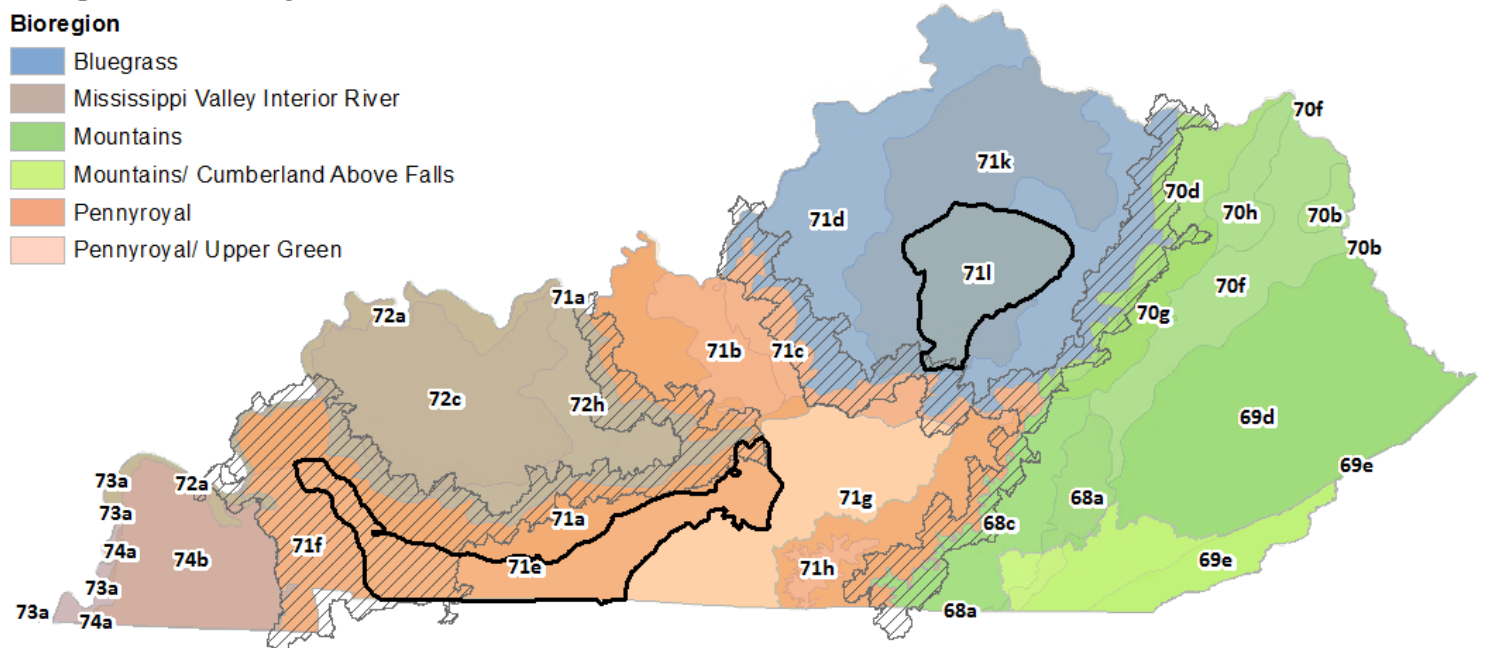 Bioregion
Bluegrass
Mississippi Valley Interior River
Mountains
Mountains/ Cumberland Above Falls
Pennyroyal
Pennyroyal/ Upper Green
70f
71k
70d
70h
70b
71d
70b
71l
70f
71a
72a
70g
71b
71c
72c
72h
69d
69e
73a
72a
71g
68a
73a
71a
68c
71f
74a
74b
71e
71h
69e
73a
73a
74a
68a